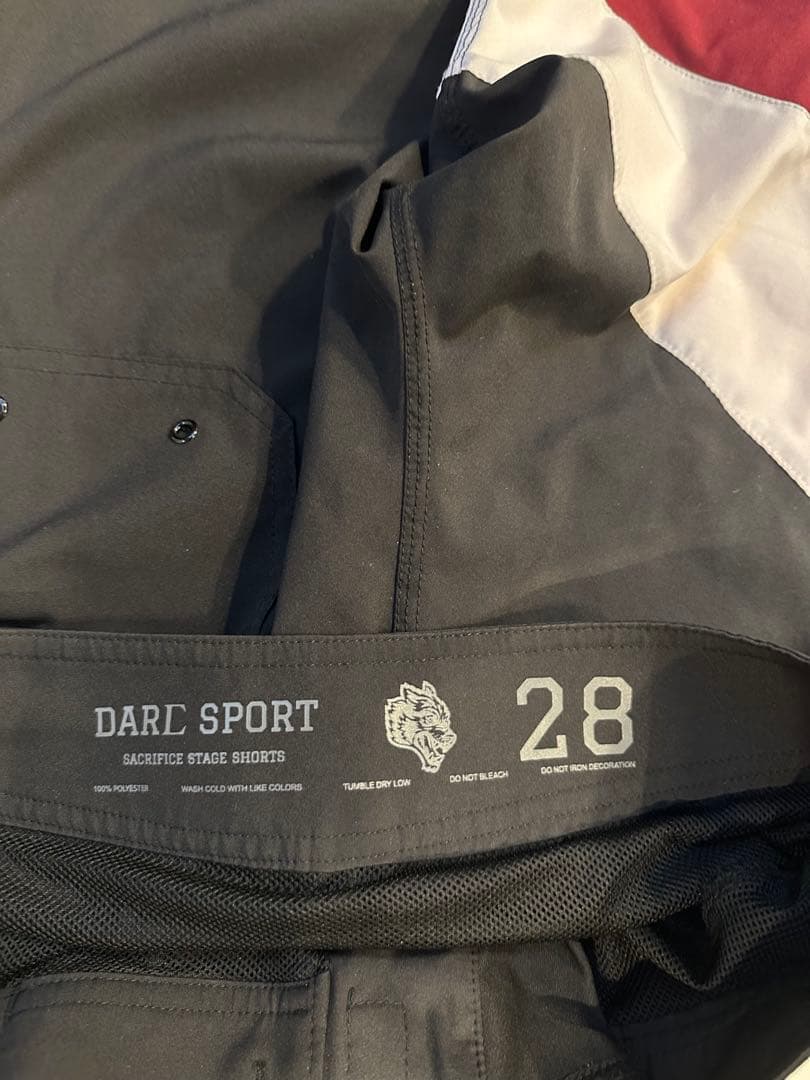 DARC SPORT
28
SACRIFICE STAGE SHORTS
100% POLYESTER WASH COLD WITH LIKE COLORS TUMBLE DRY LOW DO NOT BLEACH DO NOT IRON DECORATION